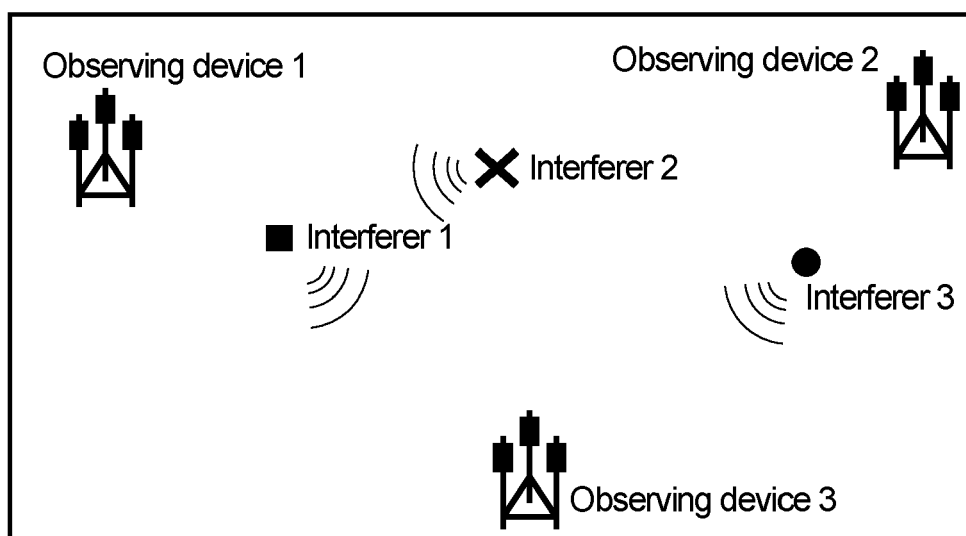 Observing device 1
Observing device 2
Interferer 2
Interferer 1
Interferer 3
Observing device 3